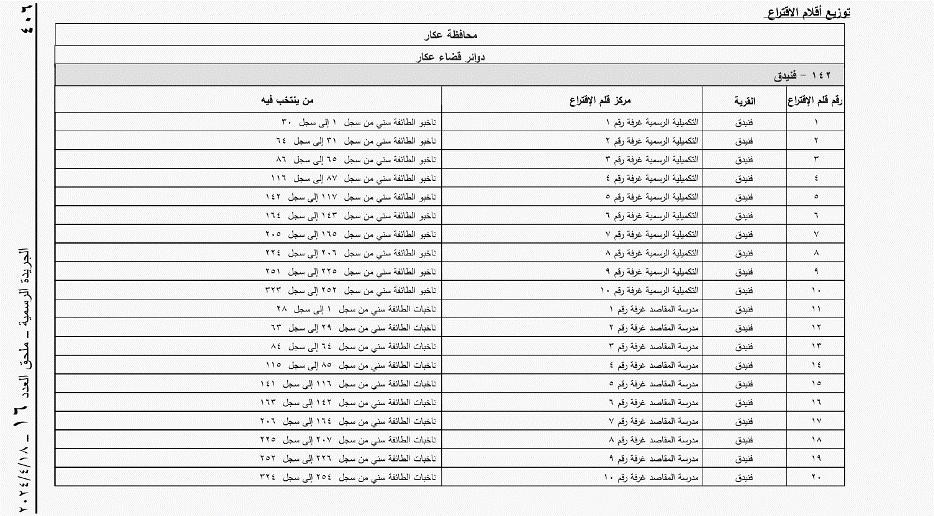 توزيع أقلام الاقتراع
٤٠٦
محافظة عكار
دوائر قضاء عكار
١٤٢ - فنيدق
رقم قلم الإقتراع القرية مركز قلم الإقتراع من ينتخب فيه
١ فنيدق التكميلية الرسمية غرفة رقم ١ ناخبو الطائفة سني من سجل ١ إلى سجل ٣٠
٢ فنيدق التكميلية الرسمية غرفة رقم ٢ ناخبو الطائفة سني من سجل ٣١ إلى سجل ٦٤
٣ فنيدق التكميلية الرسمية غرفة رقم ٣ ناخبو الطائفة سني من سجل ٦٥ إلى سجل ٨٦
٤ فنيدق التكميلية الرسمية غرفة رقم ٤ ناخبو الطائفة سني من سجل ٨٧ إلى سجل ١١٦
٥ فنيدق التكميلية الرسمية غرفة رقم ٥ ناخبو الطائفة سني من سجل ١١٧ إلى سجل ١٤٢
٦ فنيدق التكميلية الرسمية غرفة رقم ٦ ناخبو الطائفة سني من سجل ١٤٣ إلى سجل ١٦٤
٧ فنيدق التكميلية الرسمية غرفة رقم ٧ ناخبو الطائفة سني من سجل ١٦٥ إلى سجل ٢٠٥
٨ فنيدق التكميلية الرسمية غرفة رقم ٨ ناخبو الطائفة سني من سجل ٢٠٦ إلى سجل ٢٢٤
٩ فنيدق التكميلية الرسمية غرفة رقم ٩ ناخبو الطائفة سني من سجل ٢٢٥ إلى سجل ٢٥١
١٠ فنيدق التكميلية الرسمية غرفة رقم ١٠ ناخبو الطائفة سني من سجل ٢٥٢ إلى سجل ٣٢٣
١١ فنيدق مدرسة المقاصد غرفة رقم ١ ناخبات الطائفة سني من سجل ١ إلى سجل ٢٨
١٢ فنيدق مدرسة المقاصد غرفة رقم ٢ ناخبات الطائفة سني من سجل ٢٩ إلى سجل ٦٣
١٣ فنيدق مدرسة المقاصد غرفة رقم ٣ ناخبات الطائفة سني من سجل ٦٤ إلى سجل ٨٤
١٤ فنيدق مدرسة المقاصد غرفة رقم ٤ ناخبات الطائفة سني من سجل ٨٥ إلى سجل ١١٥
١٥ فنيدق مدرسة المقاصد غرفة رقم ٥ ناخبات الطائفة سني من سجل ١١٦ إلى سجل ١٤١
١٦ فنيدق مدرسة المقاصد غرفة رقم ٦ ناخبات الطائفة سني من سجل ١٤٢ إلى سجل ١٦٣
١٧ فنيدق مدرسة المقاصد غرفة رقم ٧ ناخبات الطائفة سني من سجل ١٦٤ إلى سجل ٢٠٦
١٨ فنيدق مدرسة المقاصد غرفة رقم ٨ ناخبات الطائفة سني من سجل ٢٠٧ إلى سجل ٢٢٥
١٩ فنيدق مدرسة المقاصد غرفة رقم ٩ ناخبات الطائفة سني من سجل ٢٢٦ إلى سجل ٢٥٢
٢٠ فنيدق مدرسة المقاصد غرفة رقم ١٠ ناخبات الطائفة سني من سجل ٢٥٤ إلى سجل ٣٢٤
الجريدة الرسمية ـ ملحق العدد ١٦ ـ ٢٠٢٤/٤/١٨